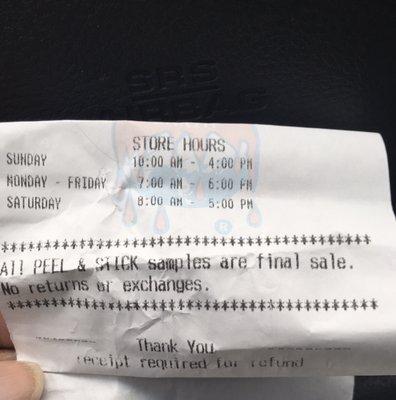 SRS
AIRBAG
STORE HOURS
SUNDAY 10:00 AM - 4:00 PM
MONDAY - FRIDAY 7:00 AM - 6:00 PM
SATURDAY 8:00 AM - 5:00 PM
****************************************
All PEEL & STICK samples are final sale.
No returns or exchanges.
****************************************
Thank You
receipt required for refund